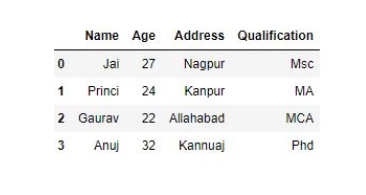 Name Age Address Qualification
0 Jai 27 Nagpur Msc
1 Princi 24 Kanpur MA
2 Gaurav 22 Allahabad MCA
3 Anuj 32 Kannuaj Phd